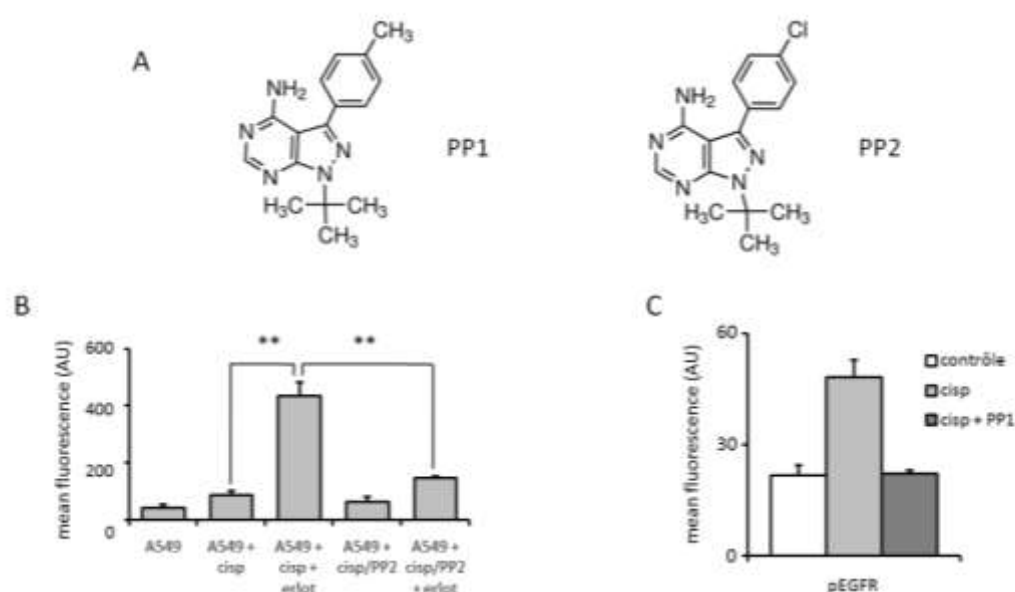 A
CH₃
NH₂
N
N
N
N
H₃C
CH₃
CH₃
PP1
Cl
NH₂
N
N
N
N
H₃C
CH₃
CH₃
PP2
B
mean fluorescence (AU)
600
400
200
0
**
**
A549
A549 +
cisp
A549 +
cisp +
erlot
A549 +
cisp/PP2
A549 +
cisp/PP2
+ erlot
C
mean fluorescence (AU)
60
30
0
contrôle
cisp
cisp + PP1
pEGFR